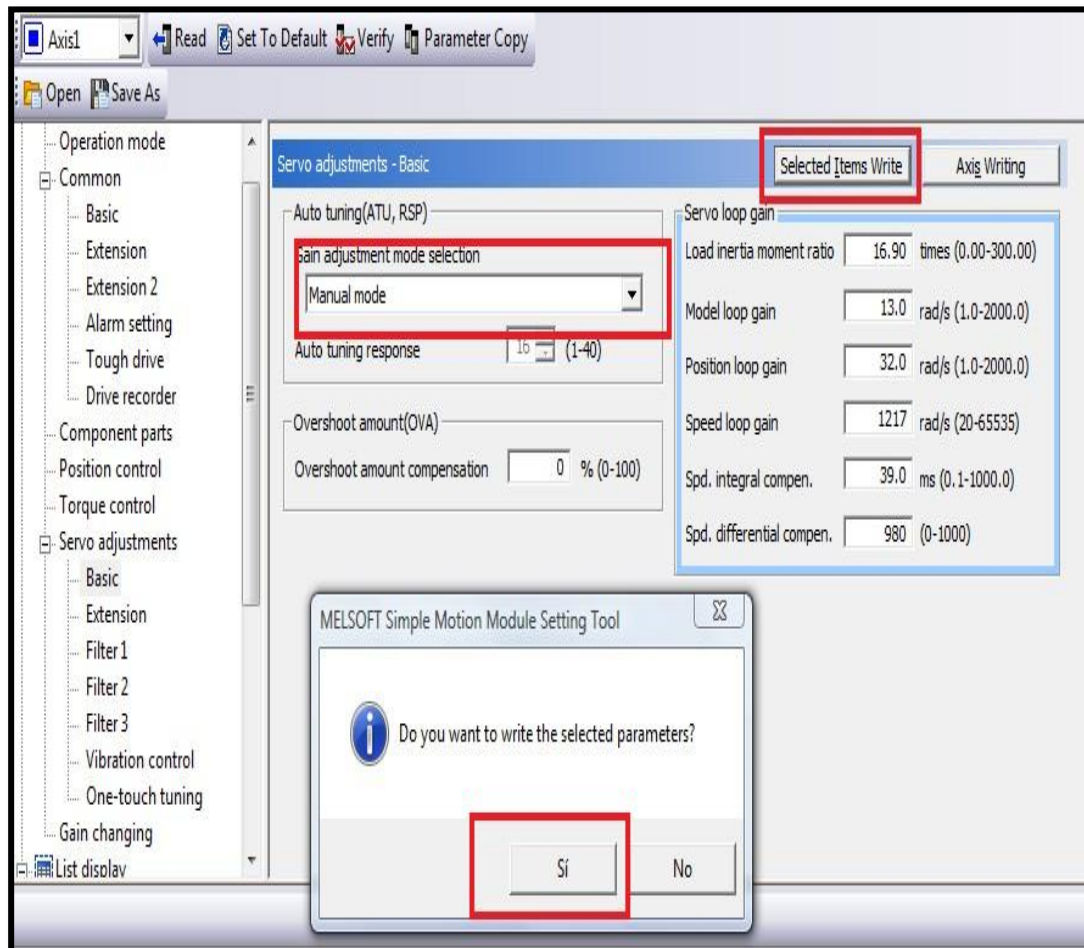 Axis1 Read Set To Default Verify Parameter Copy
Open Save As
Operation mode
Common
Basic
Extension
Extension 2
Alarm setting
Tough drive
Drive recorder
Component parts
Position control
Torque control
Servo adjustments
Basic
Extension
Filter 1
Filter 2
Filter 3
Vibration control
One-touch tuning
Gain changing
List display
Servo adjustments - Basic
Selected Items Write Axis Writing
Auto tuning(ATU, RSP)
Gain adjustment mode selection
Manual mode
Auto tuning response 16 (1-40)
Overshoot amount(OVA)
Overshoot amount compensation 0 % (0-100)
Servo loop gain
Load inertia moment ratio 16.90 times (0.00-300.00)
Model loop gain 13.0 rad/s (1.0-2000.0)
Position loop gain 32.0 rad/s (1.0-2000.0)
Speed loop gain 1217 rad/s (20-65535)
Spd. integral compen. 39.0 ms (0.1-1000.0)
Spd. differential compen. 980 (0-1000)
MELSOFT Simple Motion Module Setting Tool
Do you want to write the selected parameters?
Sí No